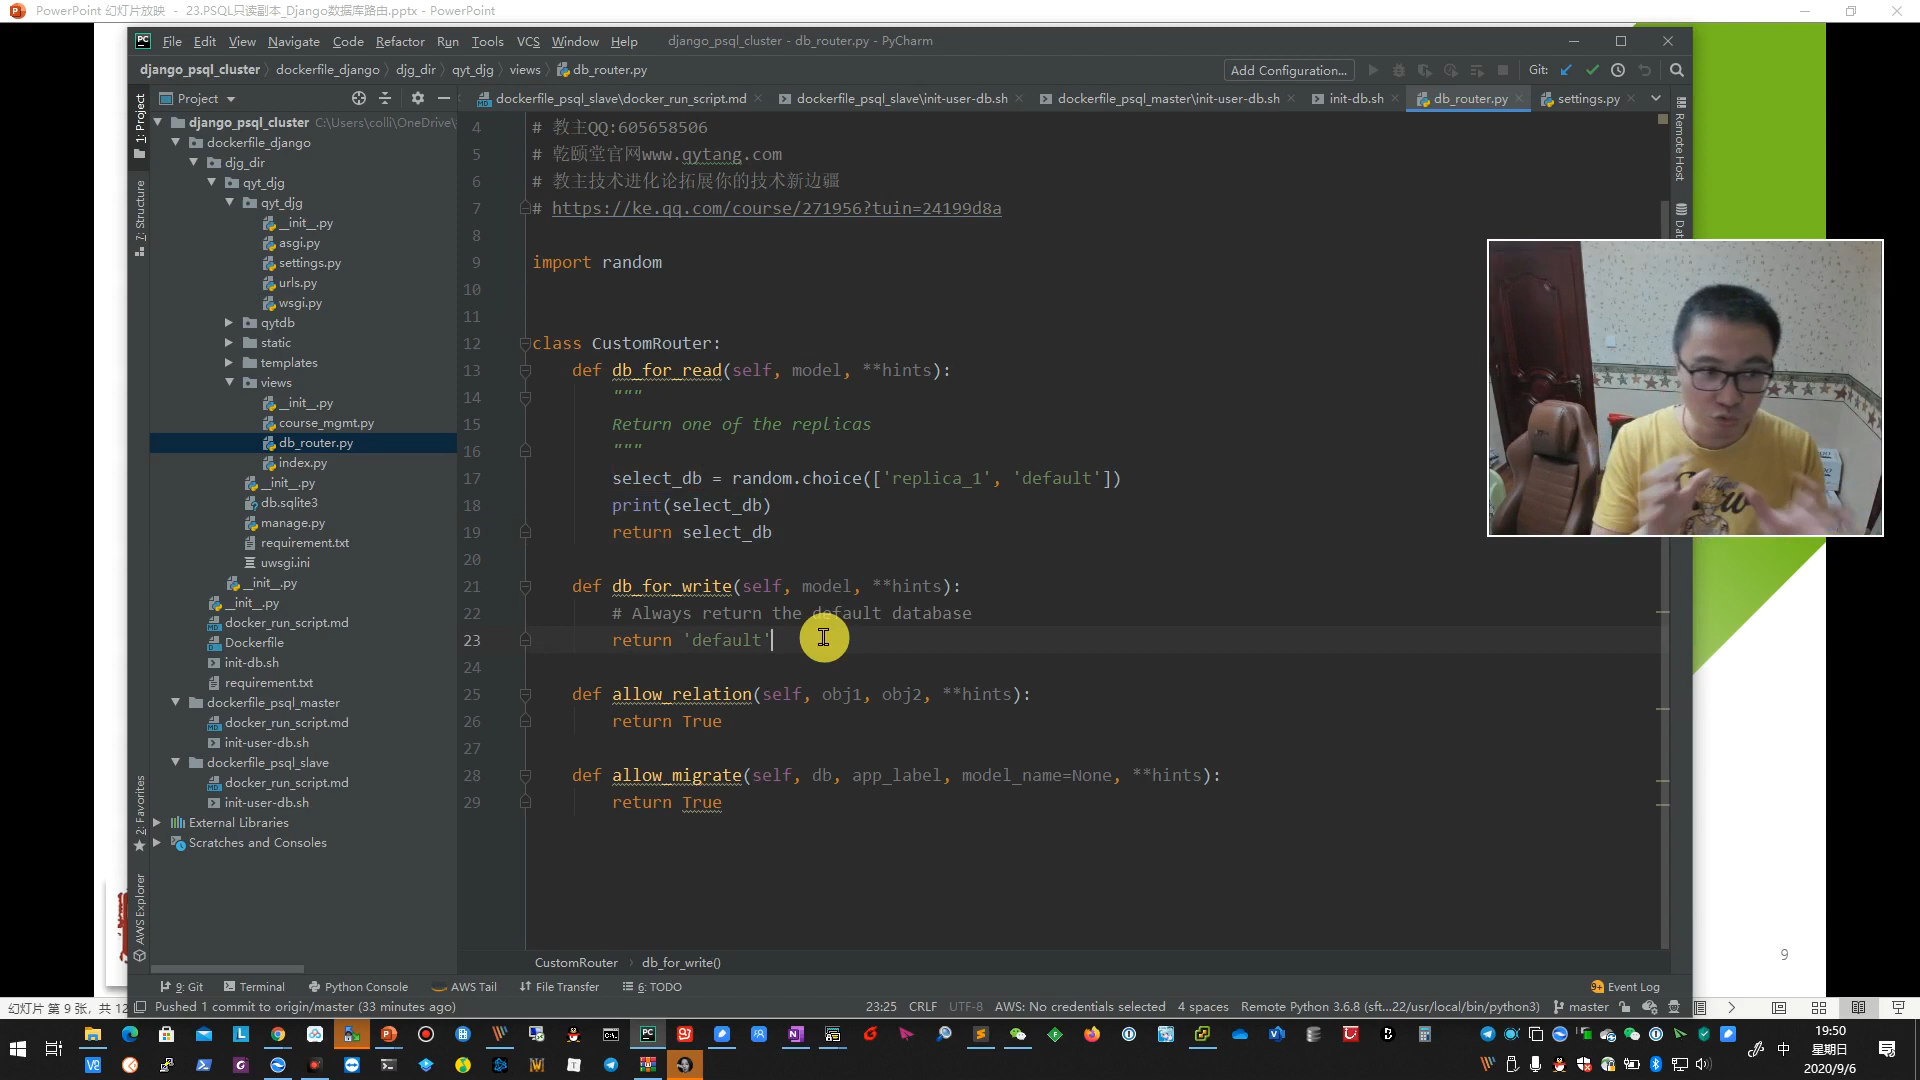 PowerPoint 幻灯片放映 - 23.PSQL只读副本_Django数据库路由.pptx - PowerPoint
File Edit View Navigate Code Refactor Run Tools VCS Window Help django_psql_cluster - db_router.py - PyCharm
django_psql_cluster dockerfile_django djg_dir qyt_djg views db_router.py Add Configuration... Git:
Project
dockerfile_psql_slave\docker_run_script.md dockerfile_psql_slave\init-user-db.sh dockerfile_psql_master\init-user-db.sh init-db.sh db_router.py settings.py
1: Project
7: Structure
2: Favorites
AWS Explorer
Remote Host
django_psql_cluster C:\Users\colli\OneDrive\
dockerfile_django
djg_dir
qyt_djg
qyt_djg
__init__.py
asgi.py
settings.py
urls.py
wsgi.py
qytdb
static
templates
views
__init__.py
course_mgmt.py
db_router.py
index.py
__init__.py
db.sqlite3
manage.py
requirement.txt
uwsgi.ini
__init__.py
__init__.py
docker_run_script.md
Dockerfile
init-db.sh
requirement.txt
dockerfile_psql_master
docker_run_script.md
init-user-db.sh
dockerfile_psql_slave
docker_run_script.md
init-user-db.sh
External Libraries
Scratches and Consoles
4 # 教主QQ:605658506
5 # 乾颐堂官网www.qytang.com
6 # 教主技术进化论拓展你的技术新边疆
7 # https://ke.qq.com/course/271956?tuin=24199d8a
8
9 import random
10
11
12 class CustomRouter:
13 def db_for_read(self, model, **hints):
14 """
15 Return one of the replicas
16 """
17 select_db = random.choice(['replica_1', 'default'])
18 print(select_db)
19 return select_db
20
21 def db_for_write(self, model, **hints):
22 # Always return the default database
23 return 'default'
24
25 def allow_relation(self, obj1, obj2, **hints):
26 return True
27
28 def allow_migrate(self, db, app_label, model_name=None, **hints):
29 return True
CustomRouter db_for_write()
9: Git Terminal Python Console AWS Tail File Transfer 6: TODO Event Log
Pushed 1 commit to origin/master (33 minutes ago) 23:25 CRLF UTF-8 AWS: No credentials selected 4 spaces Remote Python 3.6.8 (sft...22/usr/local/bin/python3) master
9
幻灯片 第 9 张, 共 12
中
19:50
星期日
2020/9/6